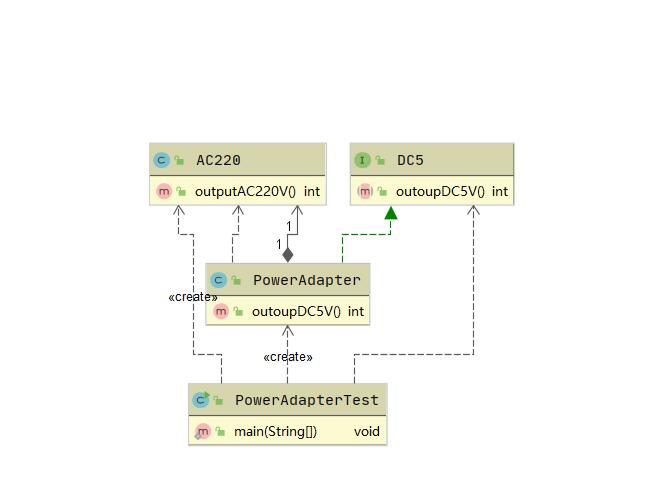 C AC220
m outputAC220V() int
I DC5
m outoupDC5V() int
1
1
C PowerAdapter
m outoupDC5V() int
«create»
«create»
C PowerAdapterTest
m main(String[]) void